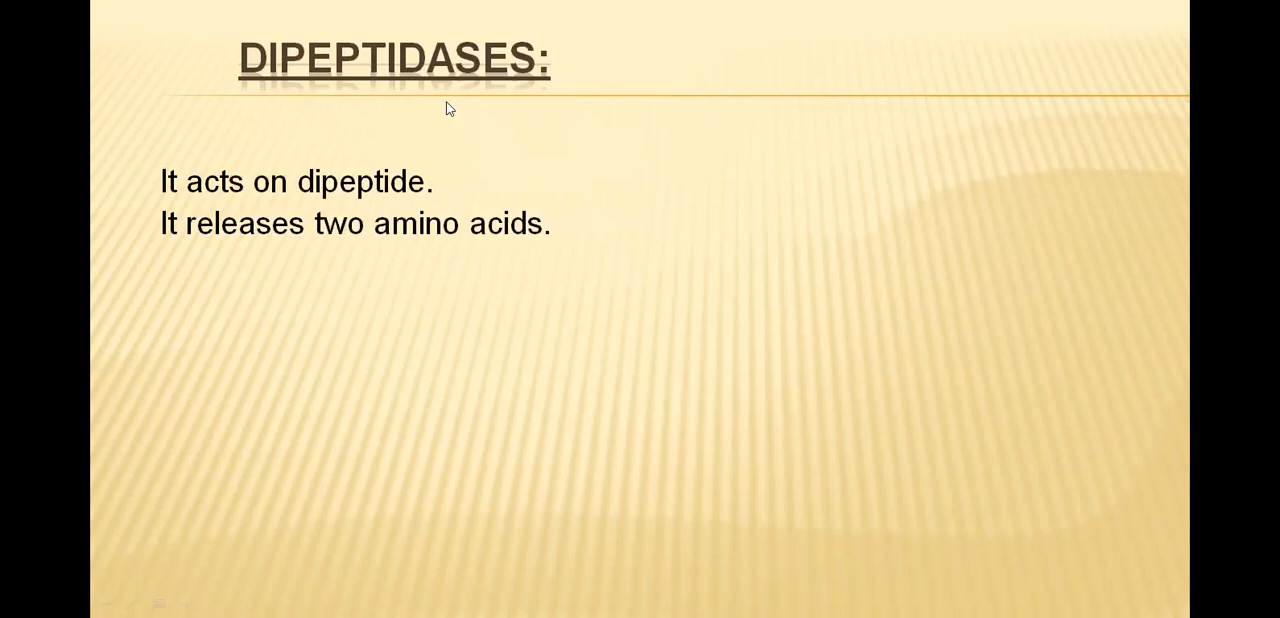 DIPEPTIDASES:
It acts on dipeptide.
It releases two amino acids.